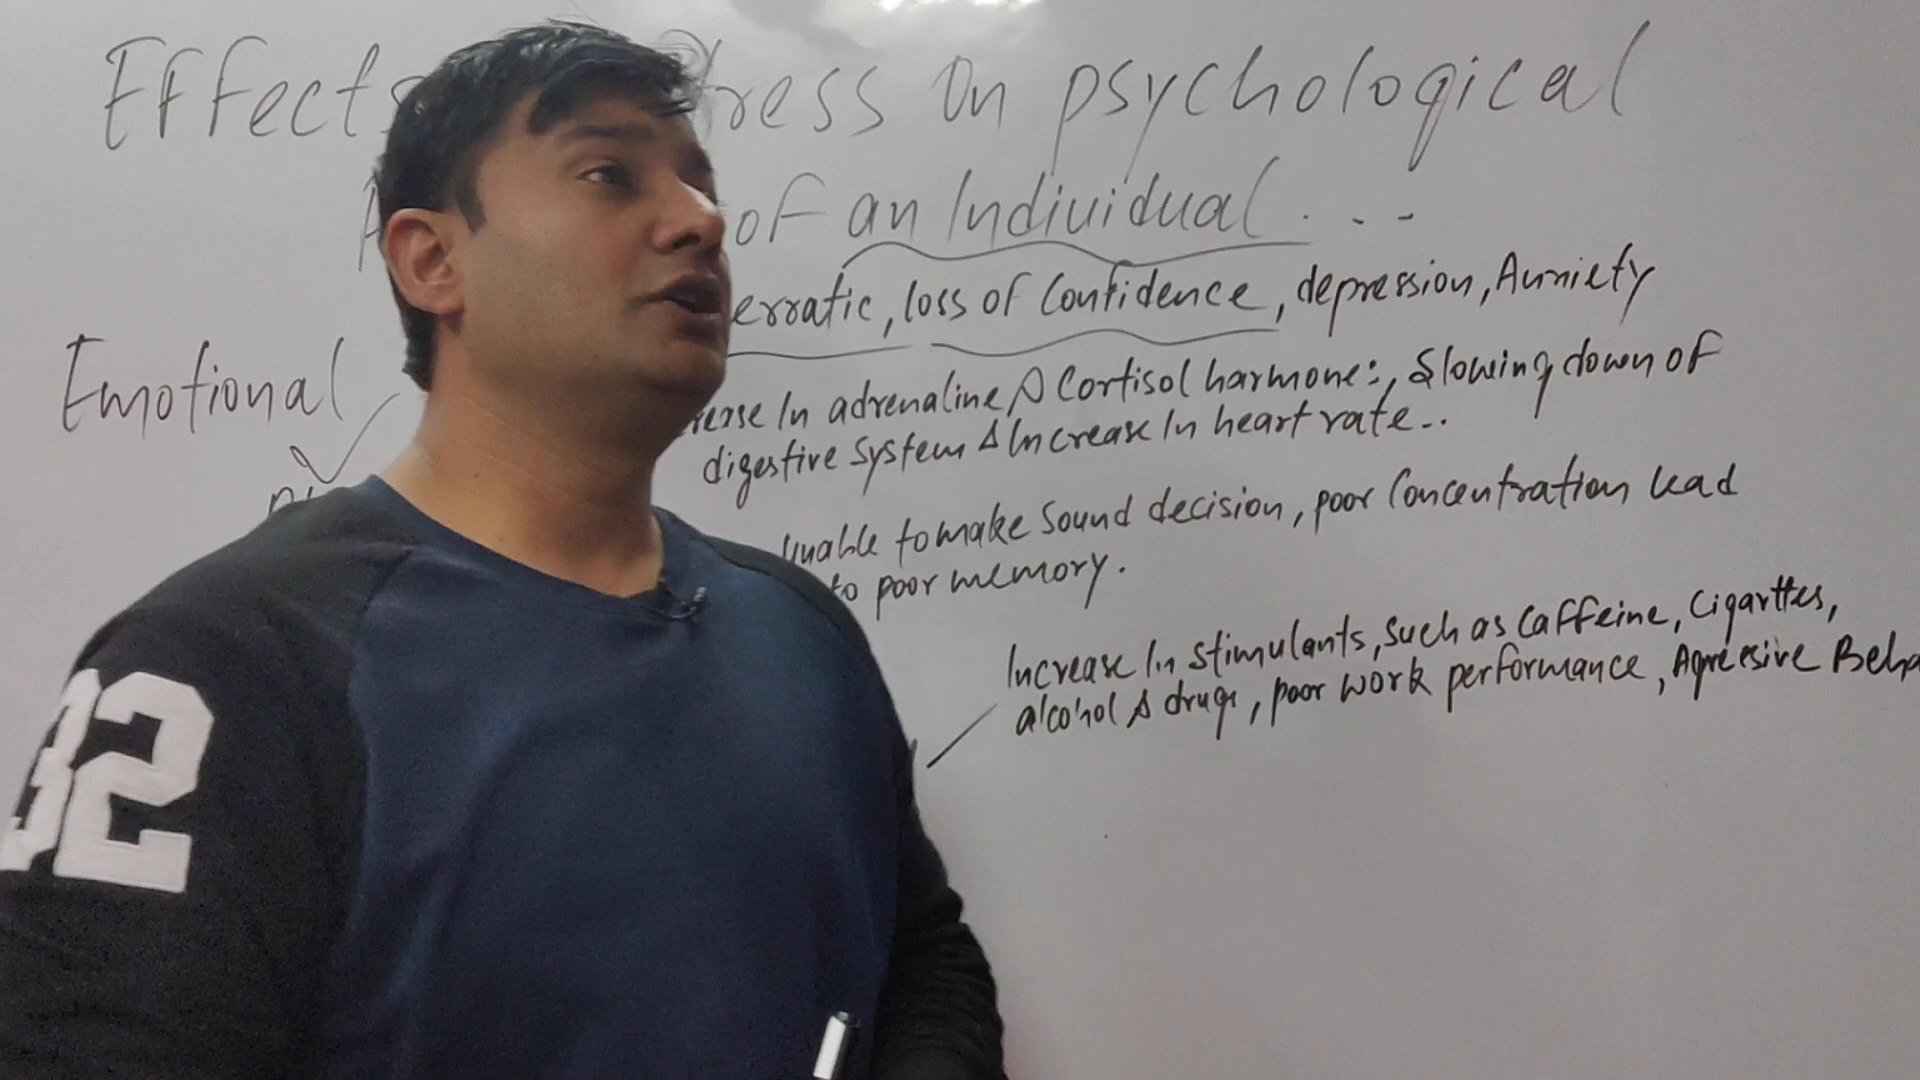 Effects stress on psychological
of an Individual . . .
erratic, loss of Confidence, depression, Anxiety
Emotional
In adrenaline & Cortisol harmone:, Slowing down of
digestive system & Increase In heart rate..
unable to make Sound decision, poor Concentration lead
to poor memory.
Increase In stimulants, such as caffeine, Cigarttes,
alcohol & drugs, poor work performance, Agressive Beha
32